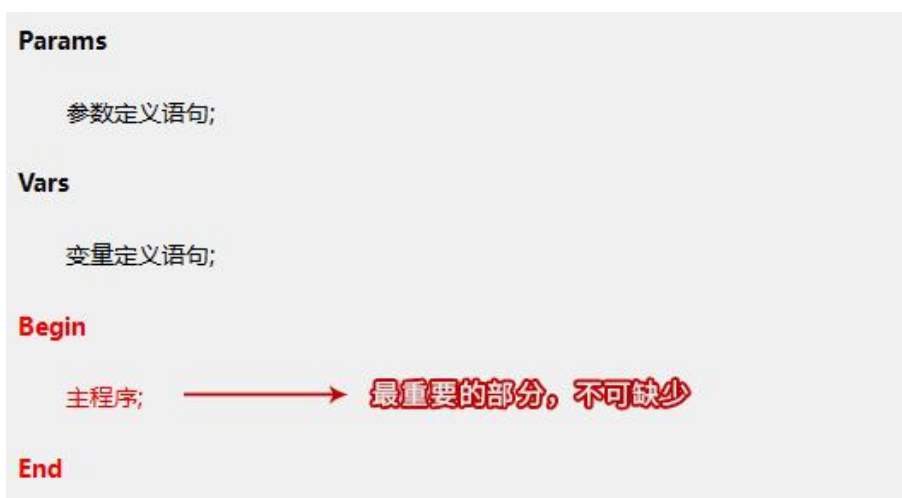 Params
参数定义语句;
Vars
变量定义语句;
Begin
主程序; 最重要的部分，不可缺少
End